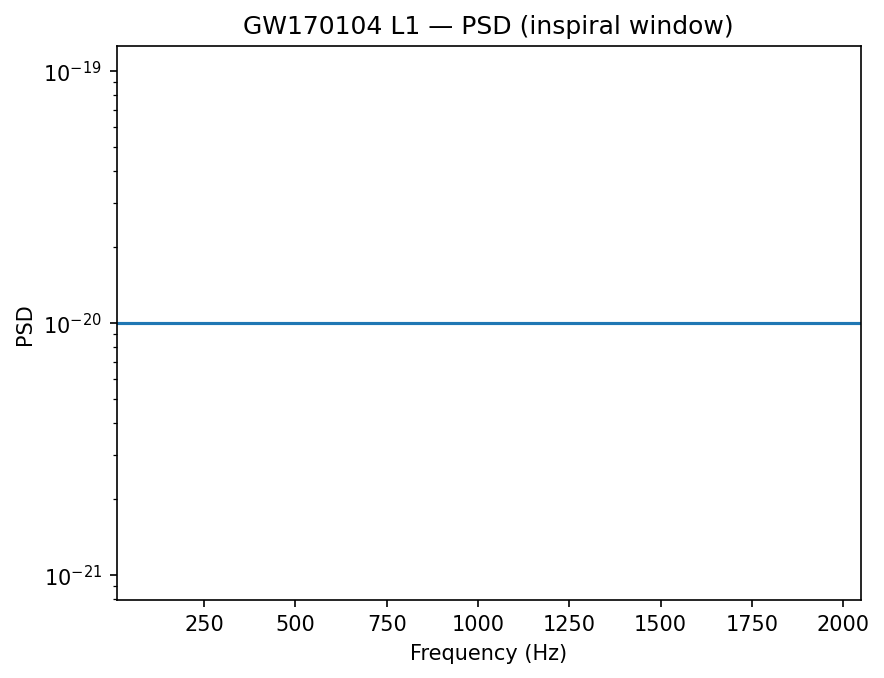 GW170104 L1 — PSD (inspiral window)
PSD
10⁻¹⁹
10⁻²⁰
10⁻²¹
250 500 750 1000 1250 1500 1750 2000
Frequency (Hz)